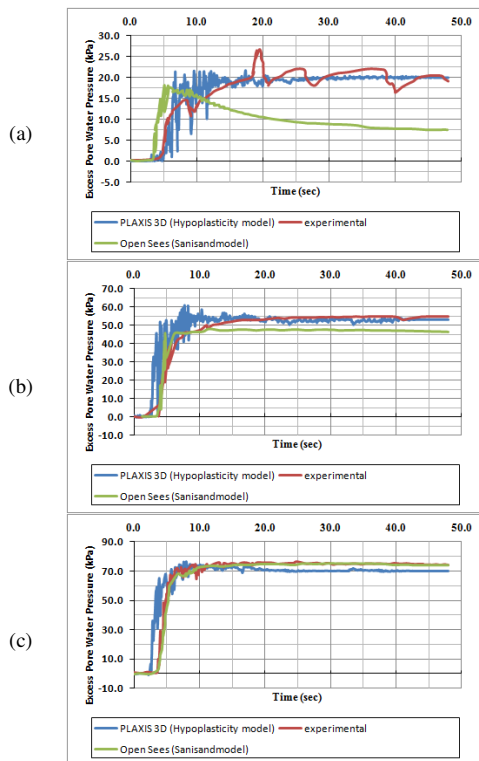 (a)
0.0 10.0 20.0 30.0 40.0 50.0
Excess Pore Water Pressure (kPa)
30.0
25.0
20.0
15.0
10.0
5.0
0.0
-5.0
Time (sec)
PLAXIS 3D (Hypoplasticity model) experimental
Open Sees (Sanisandmodel)
(b)
0.0 10.0 20.0 30.0 40.0 50.0
Excess Pore Water Pressure (kPa)
70.0
60.0
50.0
40.0
30.0
20.0
10.0
0.0
-10.0
Time (sec)
PLAXIS 3D (Hypoplasticity model) experimental
Open Sees (Sanisandmodel)
(c)
0.0 10.0 20.0 30.0 40.0 50.0
Excess Pore Water Pressure (kPa)
90.0
70.0
50.0
30.0
10.0
-10.0
Time (sec)
PLAXIS 3D (Hypoplasticity model) experimental
Open Sees (Sanisandmodel)